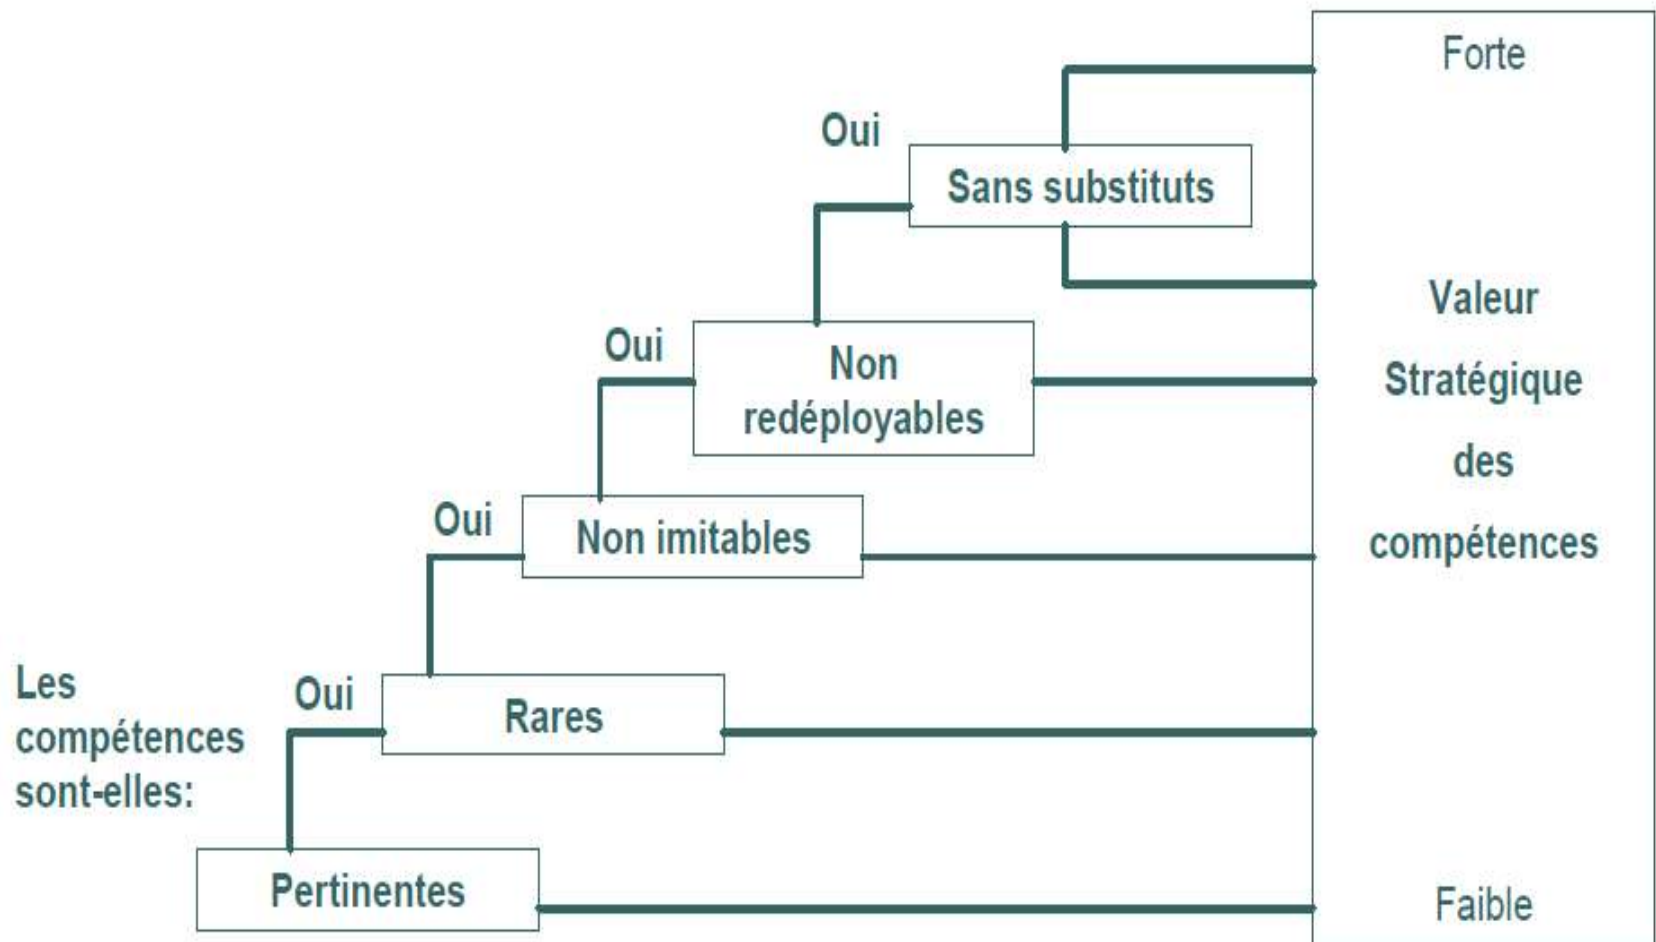 Forte
Oui
Sans substituts
Valeur
Oui
Non
redéployables
Stratégique
des
Oui
Non imitables
compétences
Les
compétences
sont-elles:
Oui
Rares
Pertinentes
Faible